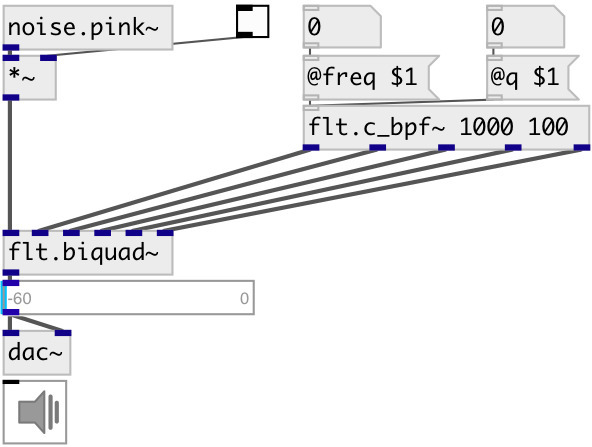 noise.pink~
0
0
*~
@freq $1
@q $1
flt.c_bpf~ 1000 100
flt.biquad~
-60 0
dac~